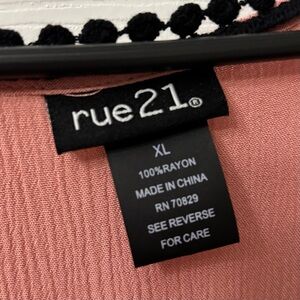 rue21®
XL
100%RAYON
MADE IN CHINA
RN 70829
SEE REVERSE
FOR CARE